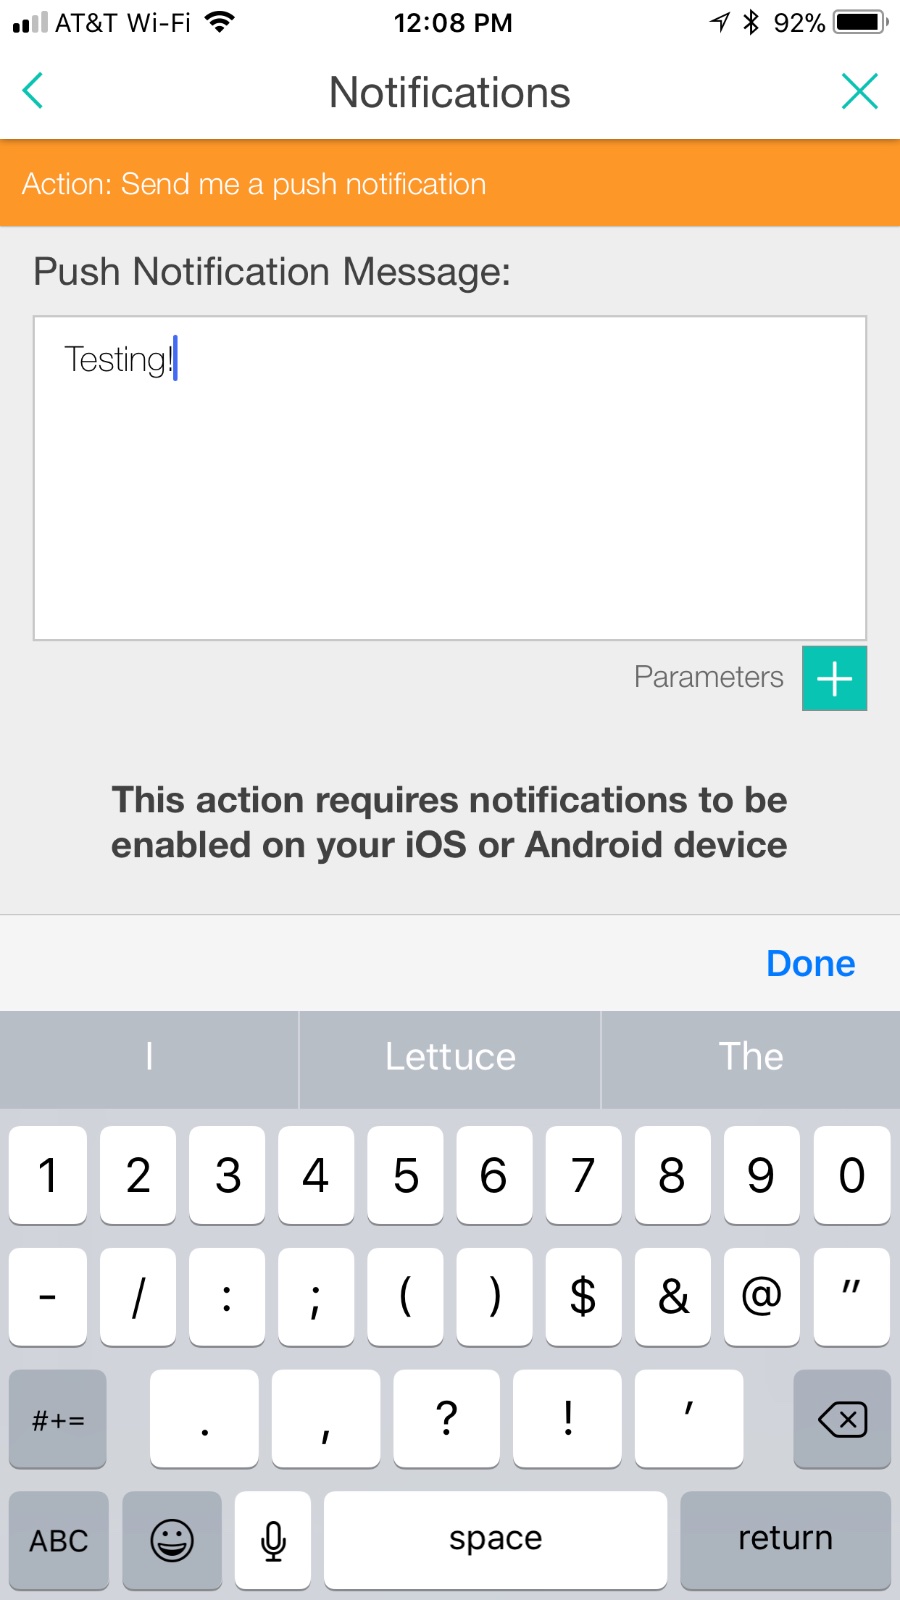 AT&T Wi-Fi 12:08 PM 92%
Notifications
Action: Send me a push notification
Push Notification Message:
Testing!
Parameters +
This action requires notifications to be
enabled on your iOS or Android device
Done
I Lettuce The
1 2 3 4 5 6 7 8 9 0
- / : ; ( ) $ & @ "
#+= . , ? ! '
ABC space return